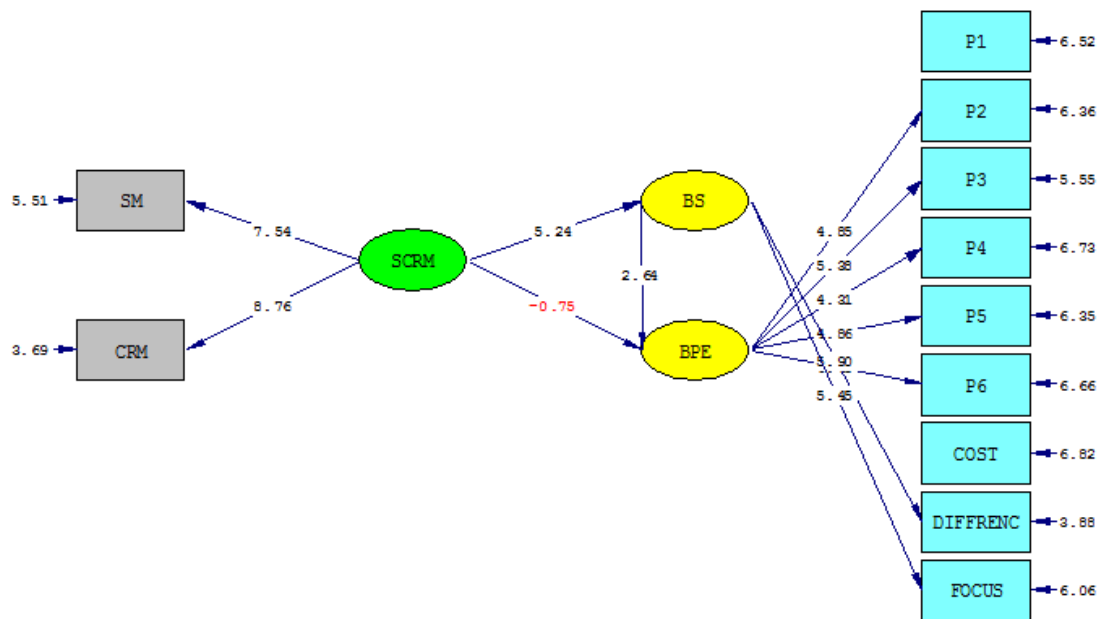 P1
6.52
P2
6.36
P3
5.55
P4
6.73
P5
6.35
P6
6.66
COST
6.82
DIFFRENC
3.88
FOCUS
6.06
5.51
SM
7.54
SCRM
5.24
BS
8.76
-0.75
2.64
3.69
CRM
BPE
4.85
5.38
4.31
4.86
5.45